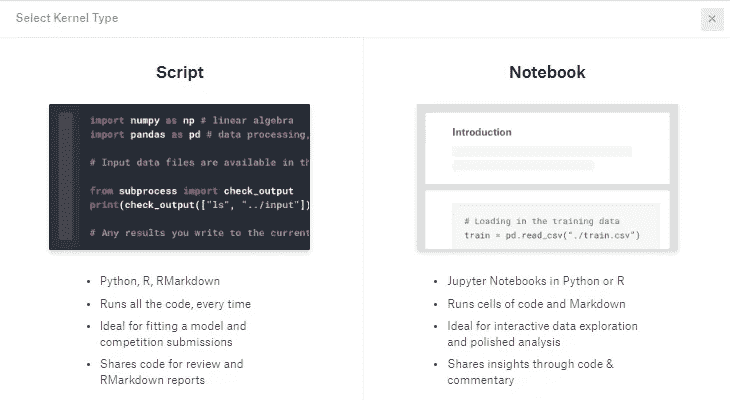 Select Kernel Type
×
Script
import numpy as np # linear algebra
import pandas as pd # data processing,
# Input data files are available in th
from subprocess import check_output
print(check_output(["ls", "../input"])
# Any results you write to the current
• Python, R, RMarkdown
• Runs all the code, every time
• Ideal for fitting a model and
competition submissions
• Shares code for review and
RMarkdown reports
Notebook
Introduction
# Loading in the training data
train = pd.read_csv("./train.csv")
• Jupyter Notebooks in Python or R
• Runs cells of code and Markdown
• Ideal for interactive data exploration
and polished analysis
• Shares insights through code &
commentary